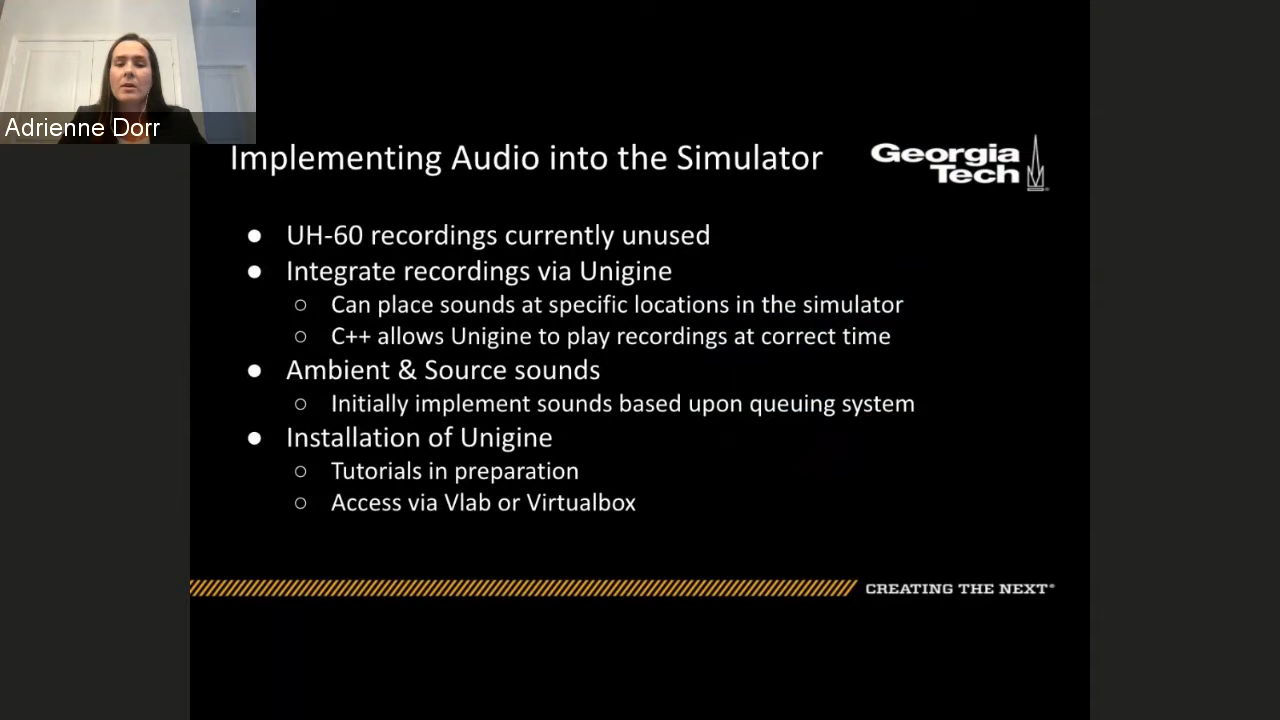 Adrienne Dorr
Implementing Audio into the Simulator
Georgia
Tech
● UH-60 recordings currently unused
● Integrate recordings via Unigine
○ Can place sounds at specific locations in the simulator
○ C++ allows Unigine to play recordings at correct time
● Ambient & Source sounds
○ Initially implement sounds based upon queuing system
● Installation of Unigine
○ Tutorials in preparation
○ Access via Vlab or Virtualbox
CREATING THE NEXT®